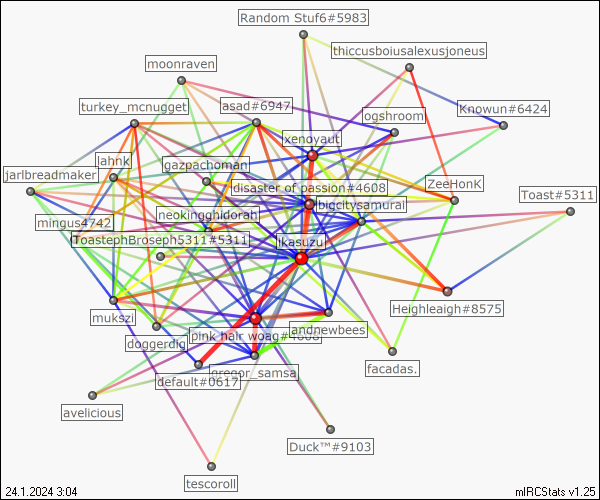 Random Stuf6#5983
thiccusboiusalexusjoneus
moonraven
turkey_mcnugget
asad#6947
ogshroom
Knowun#6424
xenoyaut
lahnk
gazpachoman
jarlbreadmaker
disaster of passion#4608
ZeeHonK
Toast#5311
bigcitysamurai
neokingghidorah
mingus4742
ToastephBroseph5311#5311
ikasuzu
Heighleaigh#8575
mukszi
andnewbees
pink hair woag#4008
doggerdig
facadas.
gregor_samsa
default#0617
avelicious
Duck™#9103
tescoroll
24.1.2024 3:04
mIRCStats v1.25